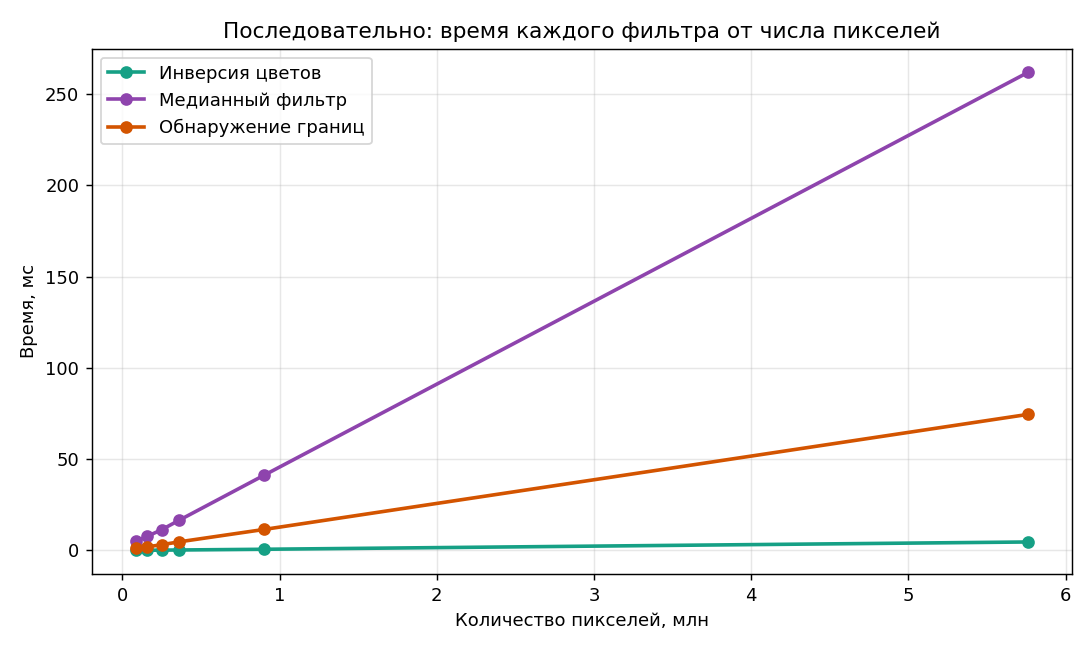 Последовательно: время каждого фильтра от числа пикселей
Инверсия цветов
Медианный фильтр
Обнаружение границ
250
200
150
100
50
0
Время, мс
0 1 2 3 4 5 6
Количество пикселей, млн